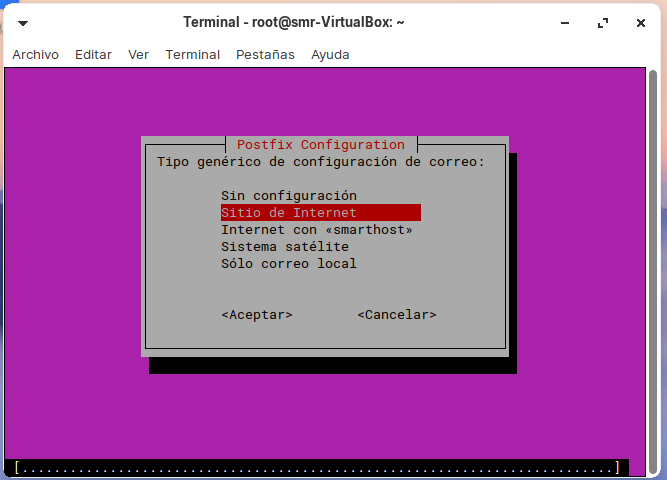 Terminal - root@smr-VirtualBox: ~
Archivo Editar Ver Terminal Pestañas Ayuda
Postfix Configuration
Tipo genérico de configuración de correo:
Sin configuración
Sitio de Internet
Internet con «smarthost»
Sistema satélite
Sólo correo local
<Aceptar> <Cancelar>
[..........................................................................]